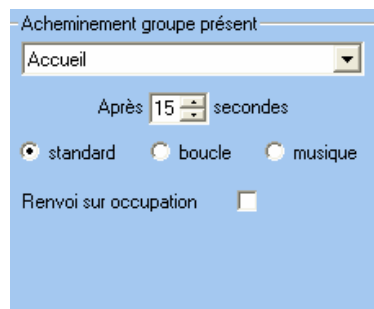 Acheminement groupe présent
Accueil
Après 15 secondes
standard boucle musique
Renvoi sur occupation